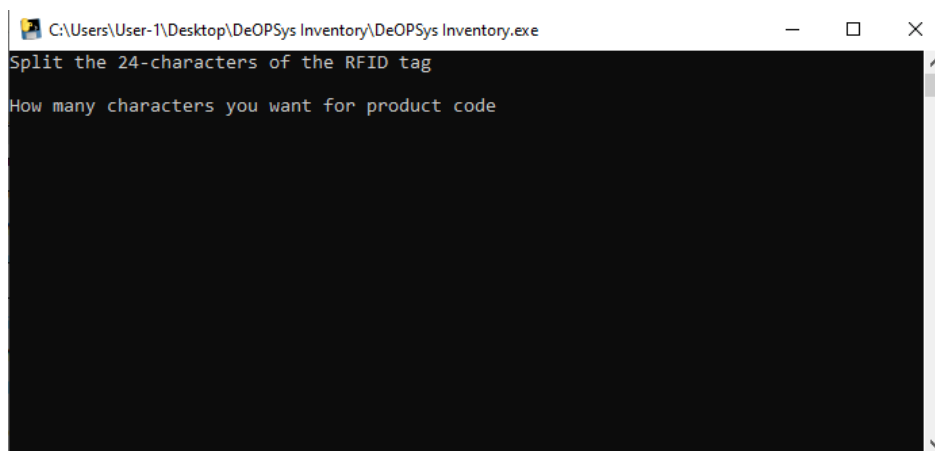 C:\Users\User-1\Desktop\DeOPSys Inventory\DeOPSys Inventory.exe
Split the 24-characters of the RFID tag
How many characters you want for product code